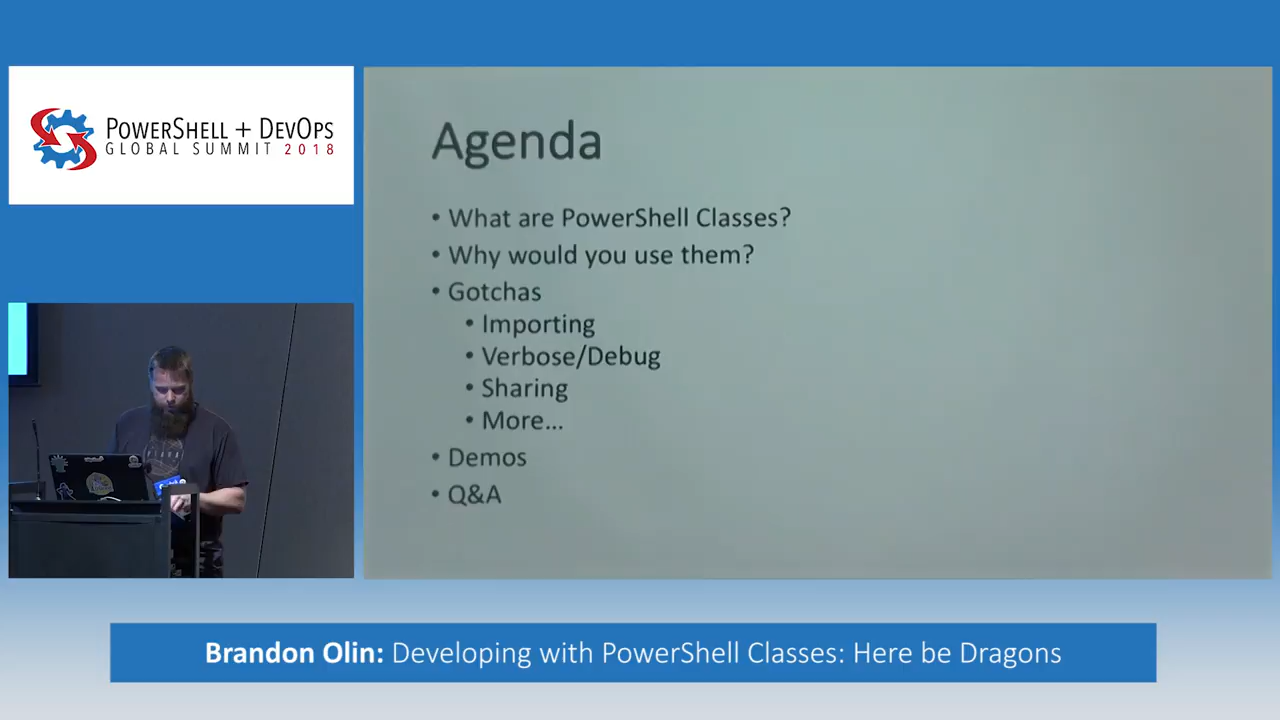 POWERSHELL + DEVOPS
GLOBAL SUMMIT 2018
Agenda
• What are PowerShell Classes?
• Why would you use them?
• Gotchas
• Importing
• Verbose/Debug
• Sharing
• More...
• Demos
• Q&A
Brandon Olin: Developing with PowerShell Classes: Here be Dragons